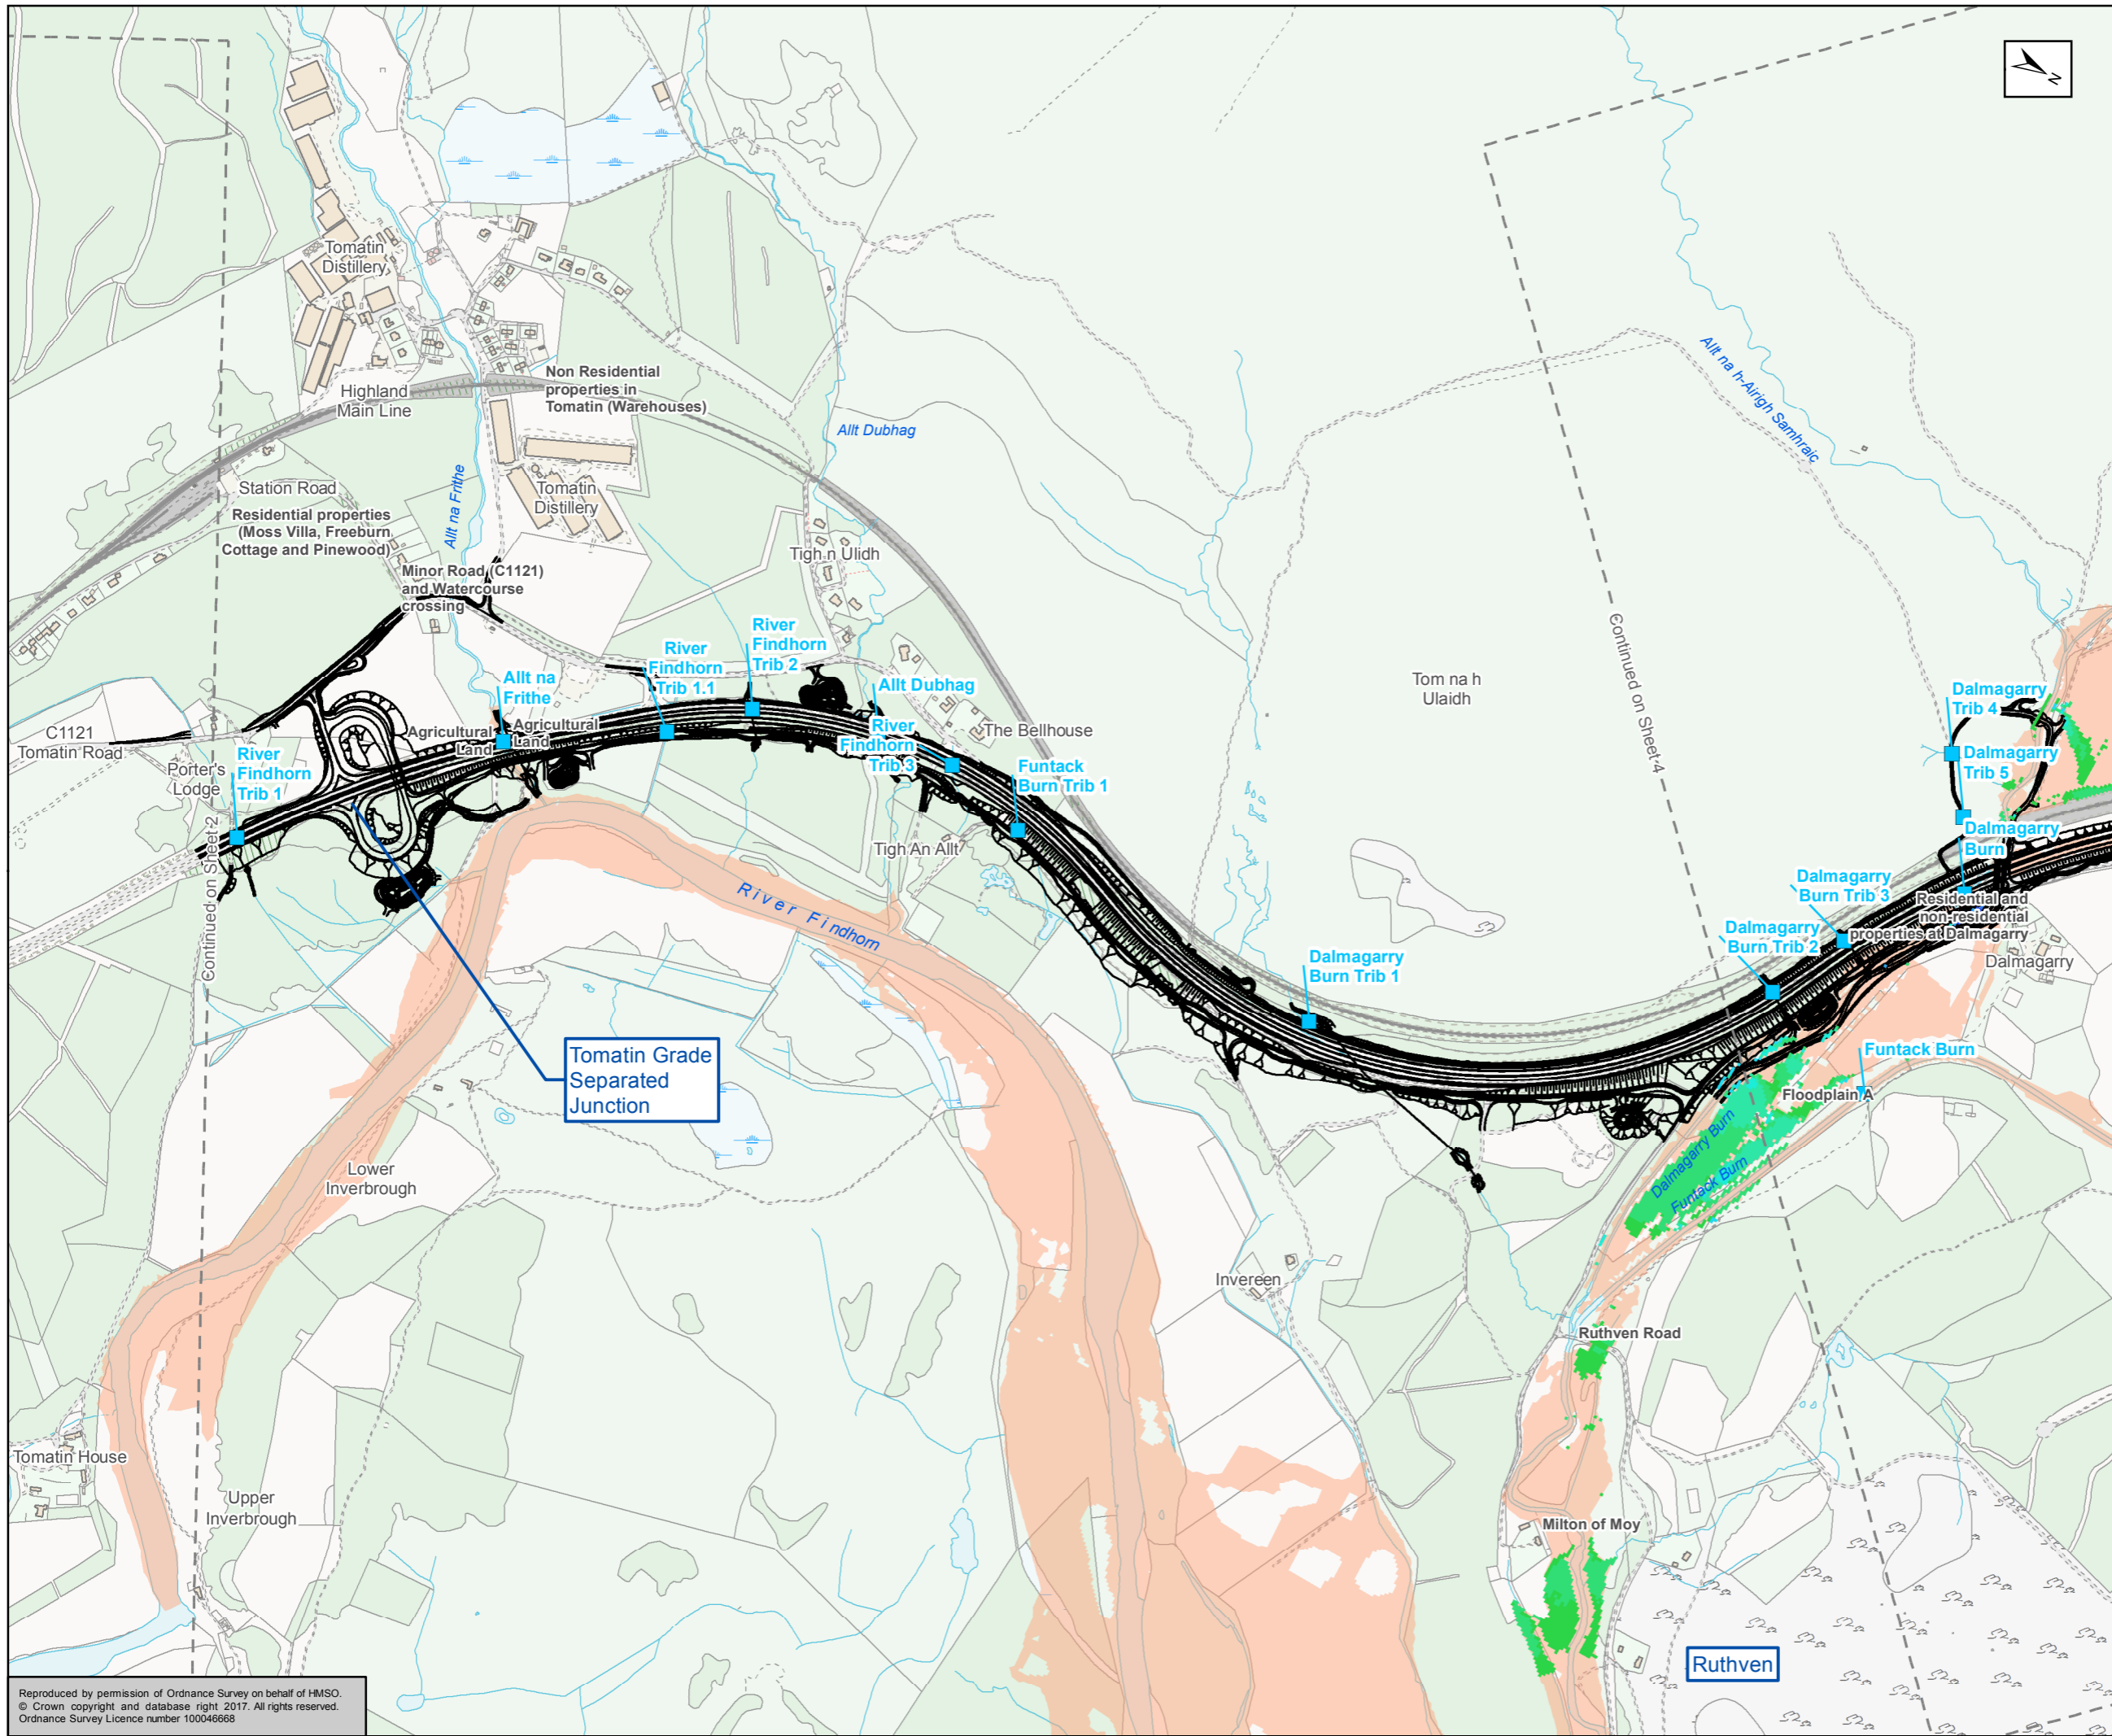 N
Tomatin
Distillery
Non Residential
properties in
Tomatin (Warehouses)
Highland
Main Line
Allt Dubhag
Allt na h-Airigh Samhraic
Allt na Frithe
Station Road
Residential properties
(Moss Villa, Freeburn
Cottage and Pinewood)
Tomatin
Distillery
Tigh n Ulidh
Minor Road (C1121)
and Watercourse
crossing
River
Findhorn
Trib 1.1
River
Findhorn
Trib 2
Allt na
Frithe
Allt Dubhag
Continued on Sheet 4
Tom na h
Ulaidh
Dalmagarry
Trib 4
Agricultural
Land
Agricultural
Land
River
Findhorn
Trib 3
The Bellhouse
C1121
Tomatin Road
Porter's
Lodge
River
Findhorn
Trib 1
Funtack
Burn Trib 1
Dalmagarry
Trib 5
Dalmagarry
Burn
Tigh An Allt
River Findhorn
Dalmagarry
Burn Trib 3
Residential and
non-residential
properties at Dalmagarry
Continued on Sheet 2
Dalmagarry
Burn Trib 1
Dalmagarry
Burn Trib 2
Dalmagarry
Tomatin Grade
Separated
Junction
Funtack Burn
Floodplain A
Dalmagarry Burn
Funtack Burn
Lower
Inverbrough
Invereen
Ruthven Road
Tomatin House
Upper
Inverbrough
Milton of Moy
Ruthven
Reproduced by permission of Ordnance Survey on behalf of HMSO.
© Crown copyright and database right 2017. All rights reserved.
Ordnance Survey Licence number 100046668